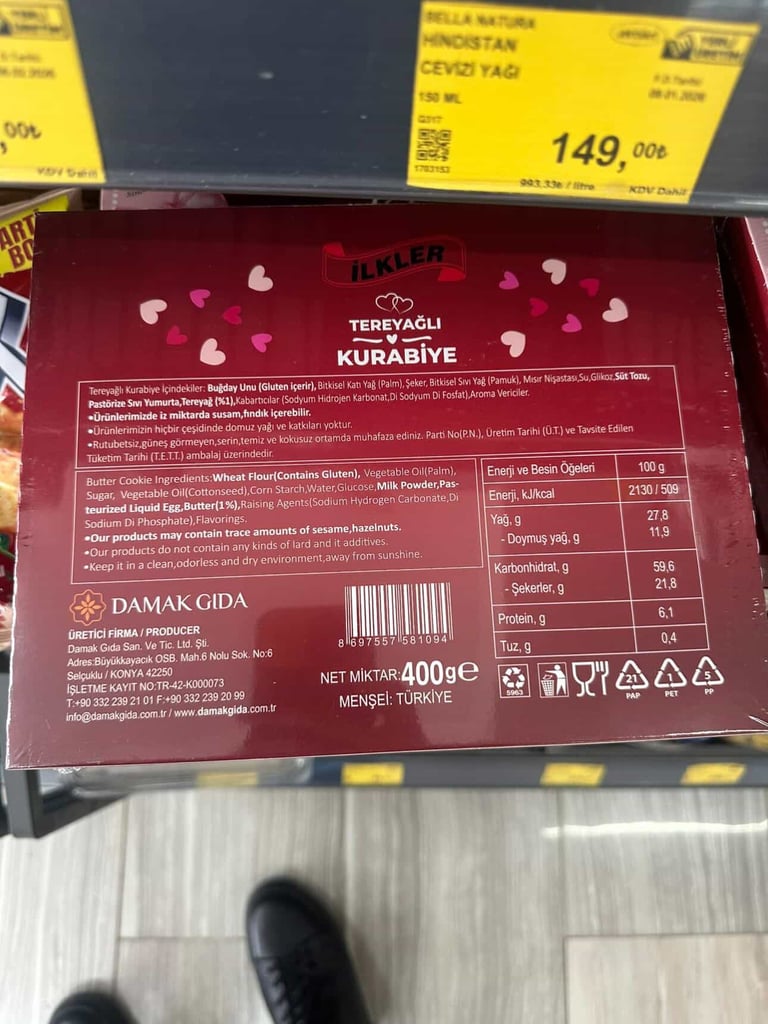 BELLA NATURA
HİNDİSTAN
CEVİZİ YAĞI
150 ML
G317
1703153
YERLİ
ÜRETİM
149,00₺
993,33₺ / litre
KDV Dahil
00₺
KDV Dahil
İLKLER
TEREYAĞLI
KURABİYE
Tereyağlı Kurabiye İçindekiler: Buğday Unu (Gluten içerir), Bitkisel Katı Yağ (Palm), Şeker, Bitkisel Sıvı Yağ (Pamuk), Mısır Nişastası,Su,Glikoz,Süt Tozu,
Pastörize Sıvı Yumurta,Tereyağ (%1),Kabartıcılar (Sodyum Hidrojen Karbonat,Di Sodyum Di Fosfat),Aroma Vericiler.
•Ürünlerimizde iz miktarda susam,fındık içerebilir.
•Ürünlerimizin hiçbir çeşidinde domuz yağı ve katkıları yoktur.
•Rutubetsiz,güneş görmeyen,serin,temiz ve kokusuz ortamda muhafaza ediniz. Parti No(P.N.), Üretim Tarihi (Ü.T.) ve Tavsite Edilen
Tüketim Tarihi (T.E.T.T.) ambalaj üzerindedir.
Butter Cookie Ingredients:Wheat Flour(Contains Gluten), Vegetable Oil(Palm),
Sugar, Vegetable Oil(Cottonseed),Corn Starch,Water,Glucose,Milk Powder,Pas-
teurized Liquid Egg,Butter(1%),Raising Agents(Sodium Hydrogen Carbonate,Di
Sodium Di Phosphate),Flavorings.
•Our products may contain trace amounts of sesame,hazelnuts.
•Our products do not contain any kinds of lard and it additives.
•Keep it in a clean,odorless and dry environment,away from sunshine.
Enerji ve Besin Öğeleri 100 g
Enerji, kJ/kcal 2130 / 509
Yağ, g 27,8
- Doymuş yağ, g 11,9
Karbonhidrat, g 59,6
- Şekerler, g 21,8
Protein, g 6,1
Tuz, g 0,4
DAMAK GIDA
ÜRETİCİ FİRMA / PRODUCER
Damak Gıda San. Ve Tic. Ltd. Şti.
Adres:Büyükkayacık OSB. Mah.6 Nolu Sok. No:6
Selçuklu / KONYA 42250
İŞLETME KAYIT NO:TR-42-K000073
T:+90 332 239 21 01 F:+90 332 239 20 99
info@damakgida.com.tr / www.damakgida.com.tr
8 697557 581094
NET MİKTAR:400g℮
MENŞEİ: TÜRKİYE
5963
21
PAP
1
PET
5
PP